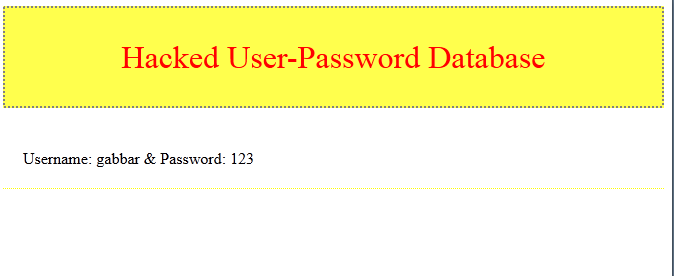 Hacked User-Password Database
Username: gabbar & Password: 123